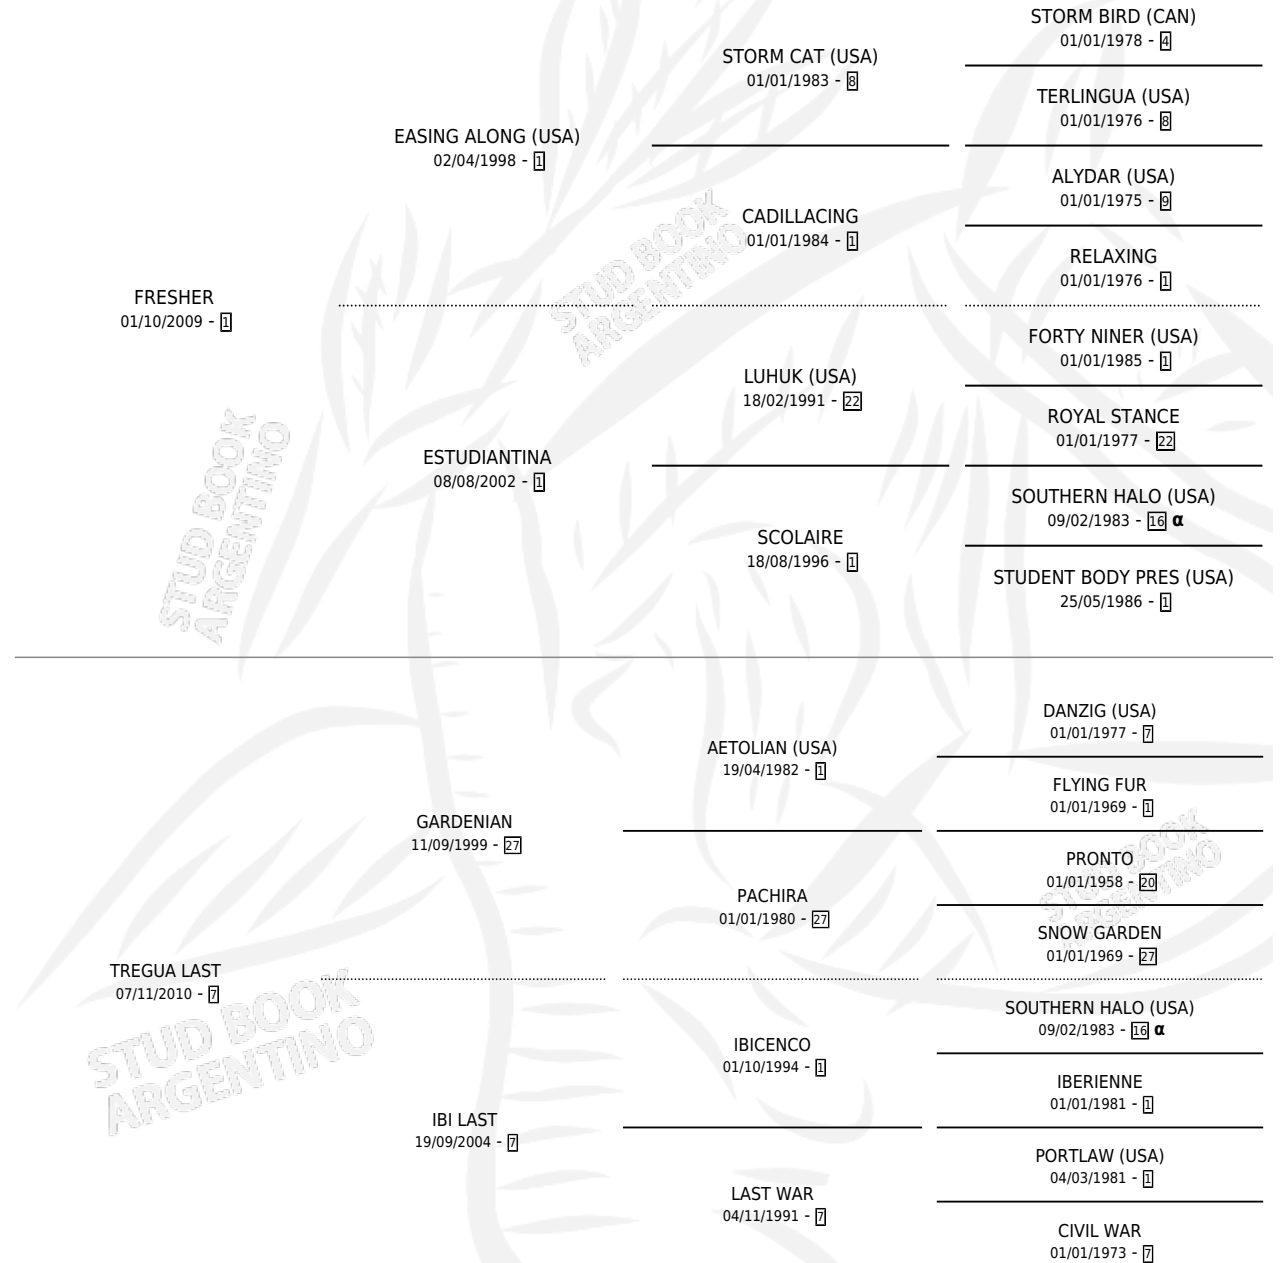 STORM BIRD (CAN)
01/01/1978 - 4
STORM CAT (USA)
01/01/1983 - 8
TERLINGUA (USA)
01/01/1976 - 8
EASING ALONG (USA)
02/04/1998 - 1
ALYDAR (USA)
01/01/1975 - 9
CADILLACING
01/01/1984 - 1
RELAXING
01/01/1976 - 1
FRESHER
01/10/2009 - 1
FORTY NINER (USA)
01/01/1985 - 1
LUHUK (USA)
18/02/1991 - 22
ROYAL STANCE
01/01/1977 - 22
ESTUDIANTINA
08/08/2002 - 1
SOUTHERN HALO (USA)
09/02/1983 - 16 α
SCOLAIRE
18/08/1996 - 1
STUDENT BODY PRES (USA)
25/05/1986 - 1
STUD BOOK
ARGENTINO
STUD BOOK
ARGENTINO
DANZIG (USA)
01/01/1977 - 7
AETOLIAN (USA)
19/04/1982 - 1
FLYING FUR
01/01/1969 - 1
GARDENIAN
11/09/1999 - 27
PRONTO
01/01/1958 - 20
PACHIRA
01/01/1980 - 27
SNOW GARDEN
01/01/1969 - 27
TREGUA LAST
07/11/2010 - 7
SOUTHERN HALO (USA)
09/02/1983 - 16 α
IBICENCO
01/10/1994 - 1
IBERIENNE
01/01/1981 - 1
IBI LAST
19/09/2004 - 7
PORTLAW (USA)
04/03/1981 - 1
LAST WAR
04/11/1991 - 7
CIVIL WAR
01/01/1973 - 7
STUD BOOK
ARGENTINO
STUD BOOK
ARGENTINO